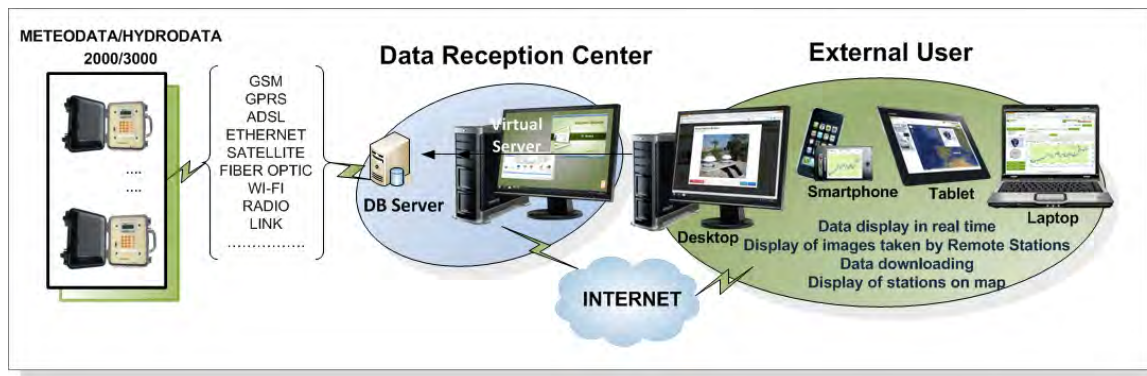 METEODATA/HYDRODATA
2000/3000
....
....
GSM
GPRS
ADSL
ETHERNET
SATELLITE
FIBER OPTIC
WI-FI
RADIO
LINK
................
Data Reception Center
Virtual
Server
DB Server
INTERNET
External User
Desktop
Smartphone
Tablet
Laptop
Data display in real time
Display of images taken by Remote Stations
Data downloading
Display of stations on map